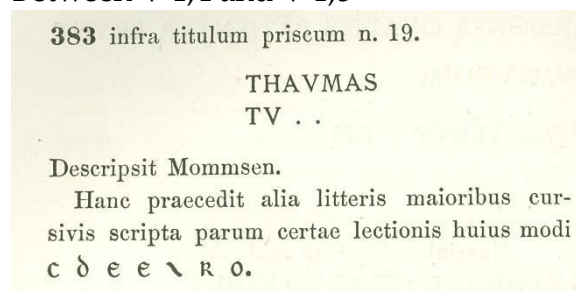 383 infra titulum priscum n. 19.
THAVMAS
TV . .
Descripsit Mommsen.
Hanc praecedit alia litteris maioribus cur-
sivis scripta parum certae lectionis huius modi